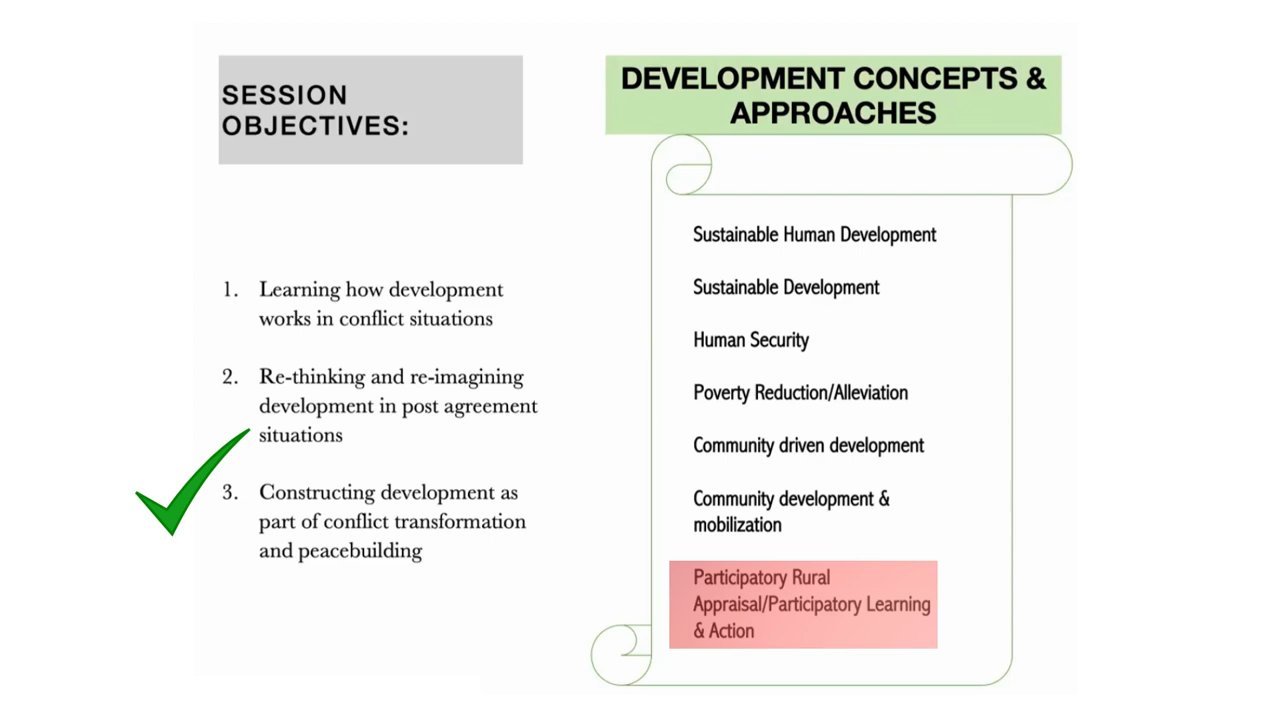 SESSION
OBJECTIVES:
1. Learning how development
works in conflict situations
2. Re-thinking and re-imagining
development in post agreement
situations
3. Constructing development as
part of conflict transformation
and peacebuilding
DEVELOPMENT CONCEPTS &
APPROACHES
Sustainable Human Development
Sustainable Development
Human Security
Poverty Reduction/Alleviation
Community driven development
Community development &
mobilization
Participatory Rural
Appraisal/Participatory Learning
& Action